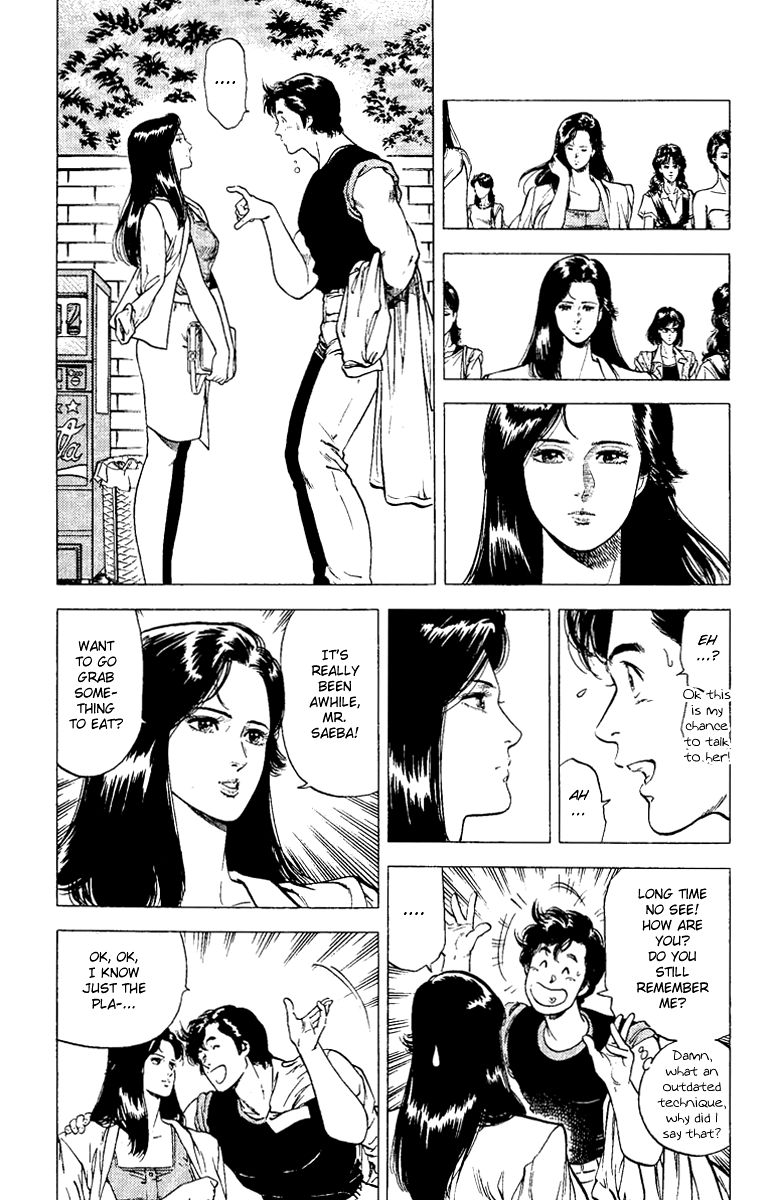 ....
EH
...?
Ok this
is my
chance
to talk
to her!
AH
...
LONG TIME
NO SEE!
HOW ARE
YOU?
DO YOU
STILL
REMEMBER
ME?
Damn,
what an
outdated
technique,
why did I
say that?
....
IT'S
REALLY
BEEN
AWHILE,
MR.
SAEBA!
WANT
TO GO
GRAB
SOME-
THING
TO EAT?
OK, OK,
I KNOW
JUST THE
PLA-...